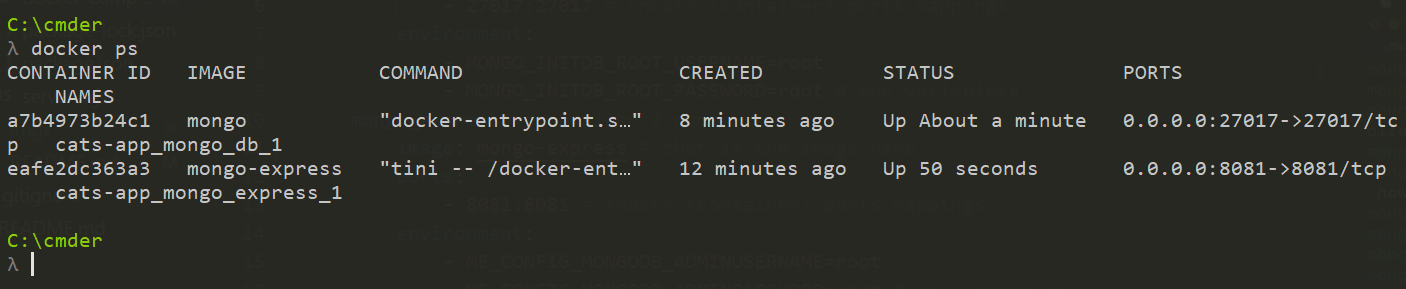 C:\cmder
λ docker ps
CONTAINER ID   IMAGE           COMMAND                  CREATED          STATUS              PORTS
    NAMES
a7b4973b24c1   mongo           "docker-entrypoint.s…"   8 minutes ago    Up About a minute   0.0.0.0:27017->27017/tc
p   cats-app_mongo_db_1
eafe2dc363a3   mongo-express   "tini -- /docker-ent…"   12 minutes ago   Up 50 seconds       0.0.0.0:8081->8081/tcp
    cats-app_mongo_express_1
C:\cmder
λ